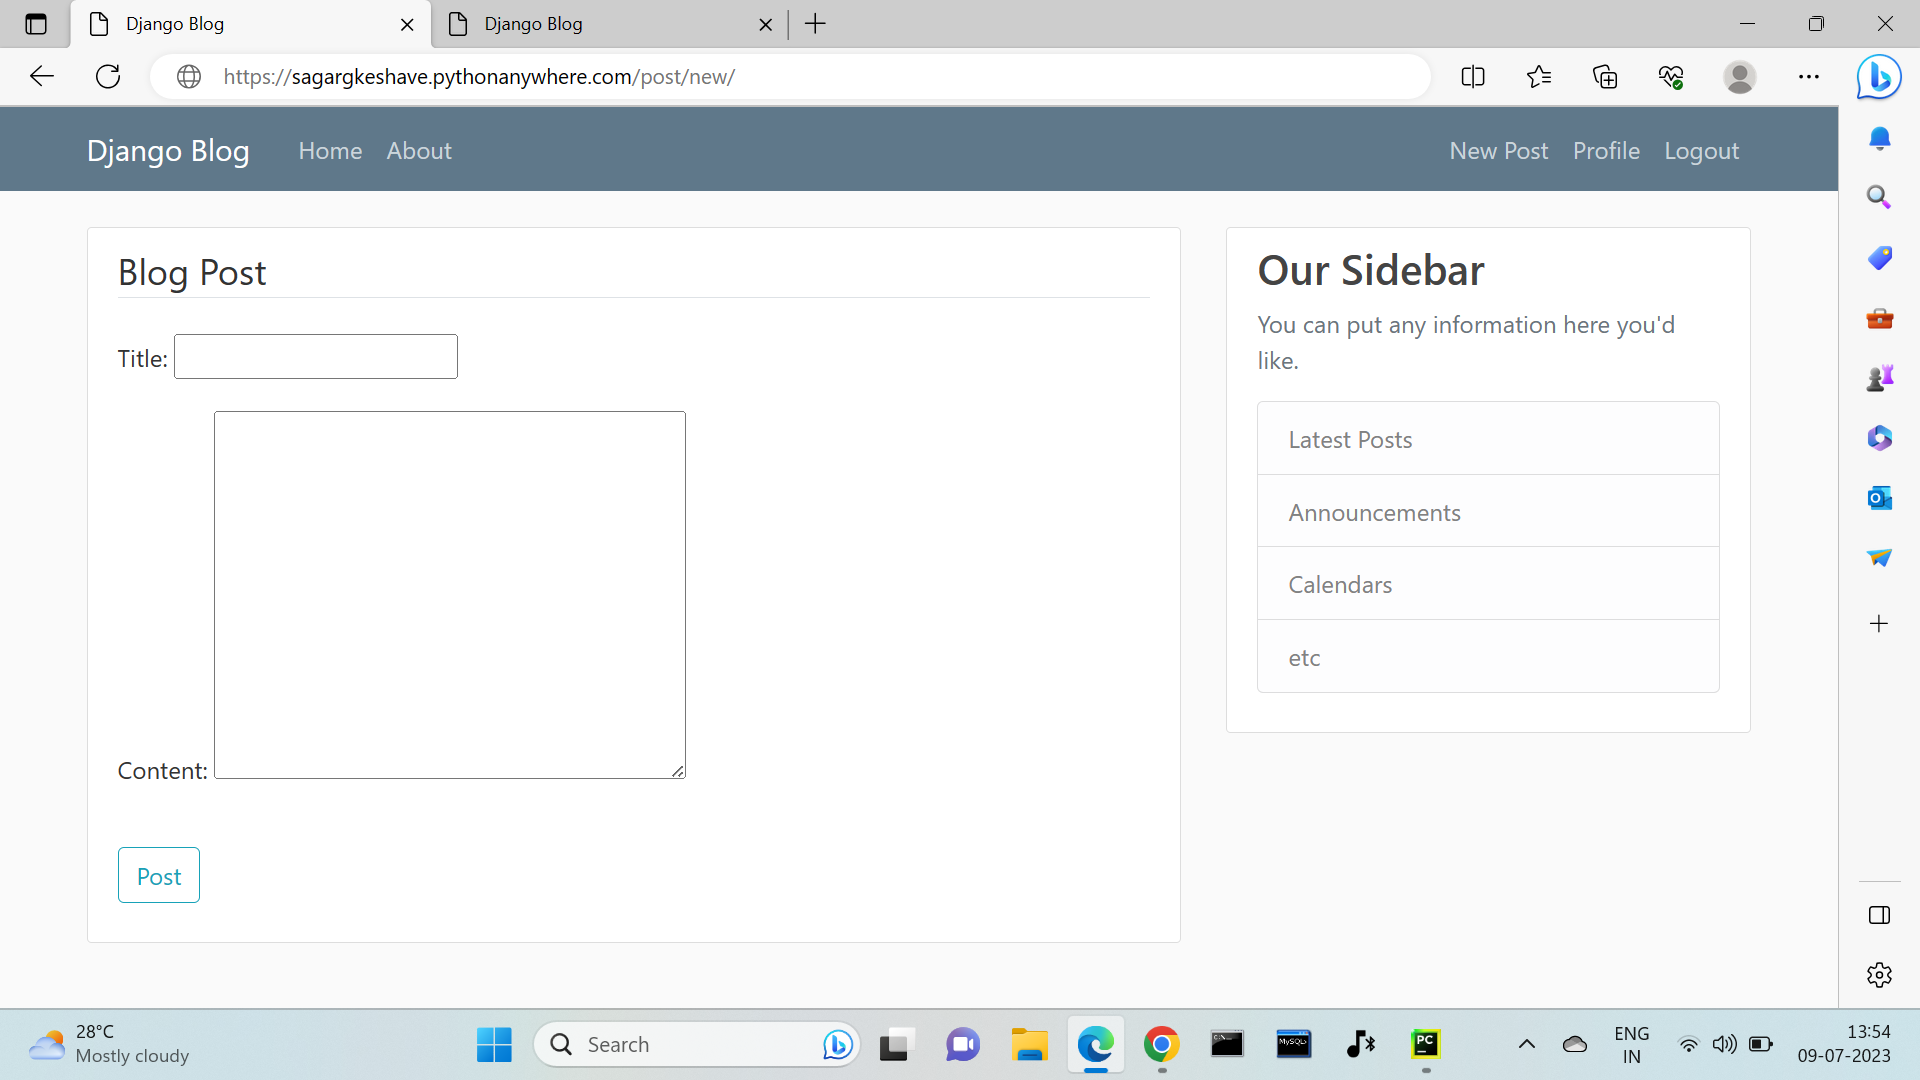 Django Blog
Django Blog
https://sagargkeshave.pythonanywhere.com/post/new/
Django Blog Home About New Post Profile Logout
Blog Post
Title:
Content:
Post
Our Sidebar
You can put any information here you'd
like.
Latest Posts
Announcements
Calendars
etc
28°C
Mostly cloudy
Search
MySQL
PC
ENG
IN
13:54
09-07-2023